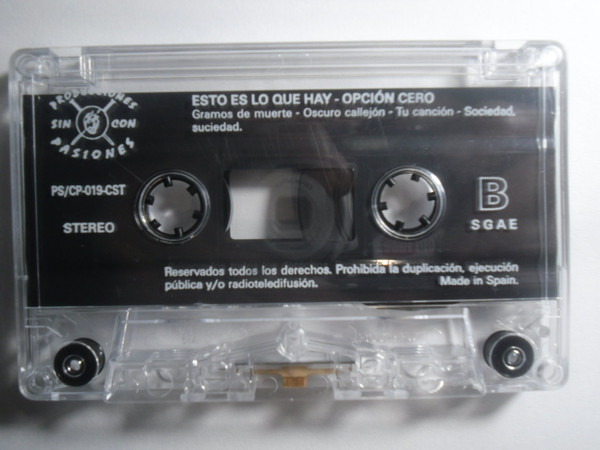 PRODUCCIONES
SIN CON
PASIONES
ESTO ES LO QUE HAY - OPCIÓN CERO
Gramos de muerte - Oscuro callejón - Tu canción - Sociedad,
suciedad.
PS/CP-019-CST
STEREO
B
SGAE
Reservados todos los derechos. Prohibida la duplicación, ejecución
pública y/o radioteledifusión. Made in Spain.